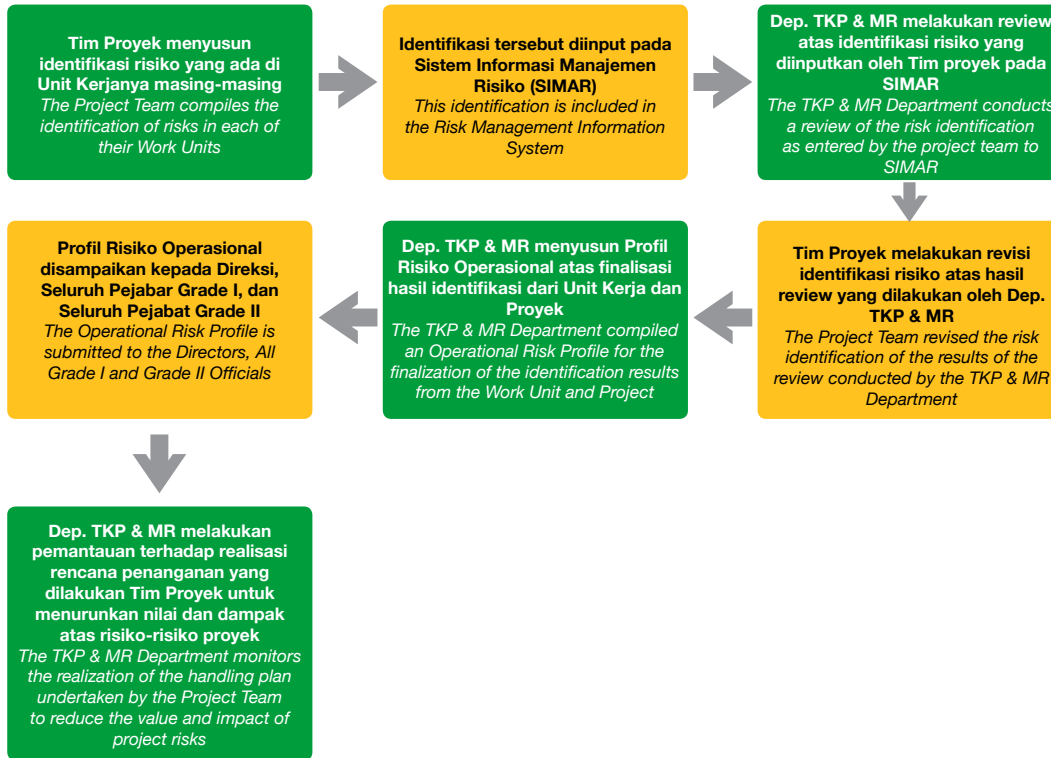 Tim Proyek menyusun
identifikasi risiko yang ada di
Unit Kerjanya masing-masing
The Project Team compiles the
identification of risks in each of
their Work Units
Identifikasi tersebut diinput pada
Sistem Informasi Manajemen
Risiko (SIMAR)
This identification is included in
the Risk Management Information
System
Dep. TKP & MR melakukan review
atas identifikasi risiko yang
diinputkan oleh Tim proyek pada
SIMAR
The TKP & MR Department conducts
a review of the risk identification
as entered by the project team to
SIMAR
Tim Proyek melakukan revisi
identifikasi risiko atas hasil
review yang dilakukan oleh Dep.
TKP & MR
The Project Team revised the risk
identification of the results of the
review conducted by the TKP & MR
Department
Dep. TKP & MR menyusun Profil
Risiko Operasional atas finalisasi
hasil identifikasi dari Unit Kerja dan
Proyek
The TKP & MR Department compiled
an Operational Risk Profile for the
finalization of the identification results
from the Work Unit and Project
Profil Risiko Operasional
disampaikan kepada Direksi,
Seluruh Pejabar Grade I, dan
Seluruh Pejabat Grade II
The Operational Risk Profile is
submitted to the Directors, All
Grade I and Grade II Officials
Dep. TKP & MR melakukan
pemantauan terhadap realisasi
rencana penanganan yang
dilakukan Tim Proyek untuk
menurunkan nilai dan dampak
atas risiko-risiko proyek
The TKP & MR Department monitors
the realization of the handling plan
undertaken by the Project Team
to reduce the value and impact of
project risks